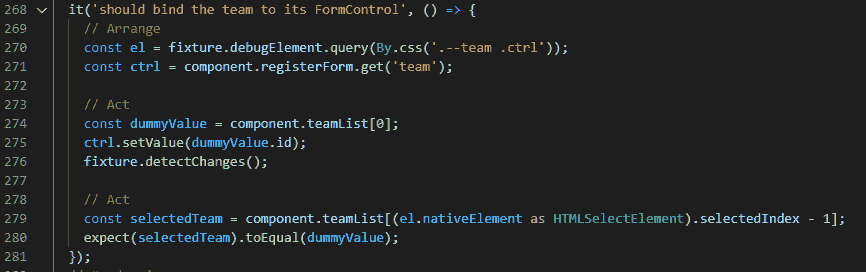 268 it('should bind the team to its FormControl', () => {
269 // Arrange
270 const el = fixture.debugElement.query(By.css('.--team .ctrl'));
271 const ctrl = component.registerForm.get('team');
272
273 // Act
274 const dummyValue = component.teamList[0];
275 ctrl.setValue(dummyValue.id);
276 fixture.detectChanges();
277
278 // Act
279 const selectedTeam = component.teamList[(el.nativeElement as HTMLSelectElement).selectedIndex - 1];
280 expect(selectedTeam).toEqual(dummyValue);
281 });